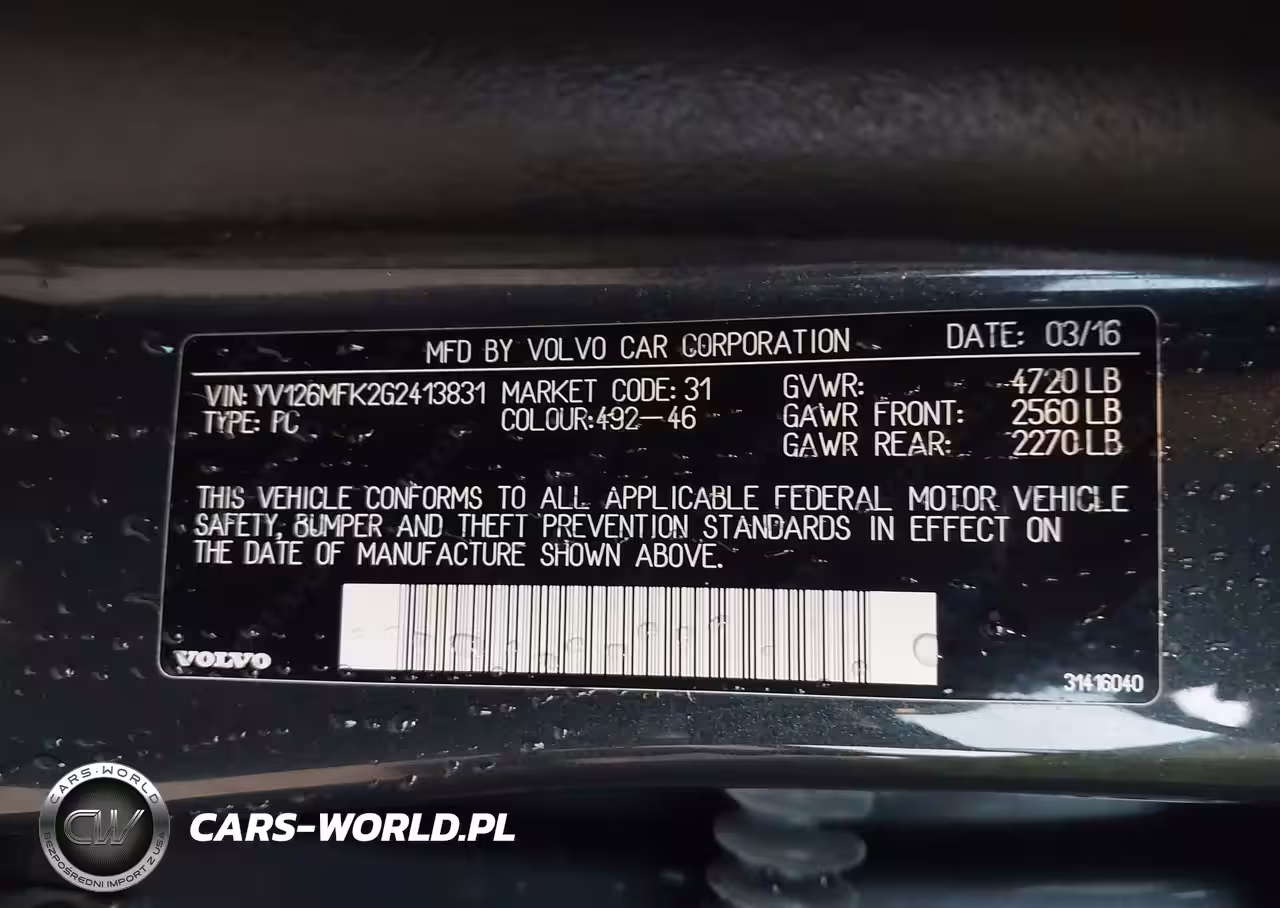 MFD BY VOLVO CAR CORPORATION DATE: 03/16
VIN: YV126MFK2G2413831 MARKET CODE: 31 GVWR: 4720 LB
TYPE: PC COLOUR:492-46 GAWR FRONT: 2560 LB
GAWR REAR: 2270 LB
THIS VEHICLE CONFORMS TO ALL APPLICABLE FEDERAL MOTOR VEHICLE
SAFETY, BUMPER AND THEFT PREVENTION STANDARDS IN EFFECT ON
THE DATE OF MANUFACTURE SHOWN ABOVE.
VOLVO
31416040
CARS-WORLD
CW
BEZPOŚREDNI IMPORT Z USA
CARS-WORLD.PL